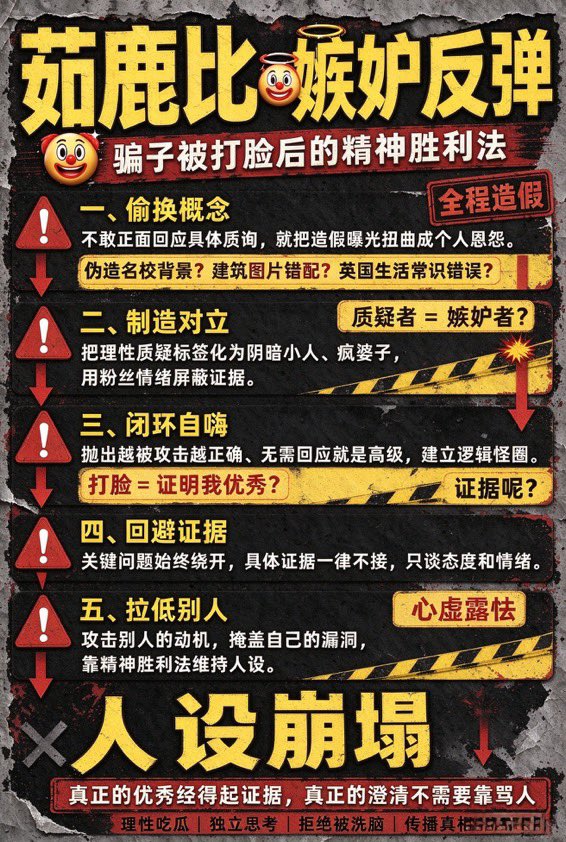 茹鹿比嫉妒反弹
骗子被打脸后的精神胜利法
全程造假
一、偷换概念
不敢正面回应具体质询，就把造假曝光扭曲成个人恩怨。
伪造名校背景？建筑图片错配？英国生活常识错误？
二、制造对立
质疑者 = 嫉妒者？
把理性质疑标签化为阴暗小人、疯婆子，
用粉丝情绪屏蔽证据。
三、闭环自嗨
抛出越被攻击越正确、无需回应就是高级，建立逻辑怪圈。
打脸 = 证明我优秀？
证据呢？
四、回避证据
关键问题始终绕开，具体证据一律不接，只谈态度和情绪。
五、拉低别人
心虚露怯
攻击别人的动机，掩盖自己的漏洞，
靠精神胜利法维持人设。
人设崩塌
真正的优秀经得起证据，真正的澄清不需要靠骂人
理性吃瓜 | 独立思考 | 拒绝被洗脑 | 传播真相